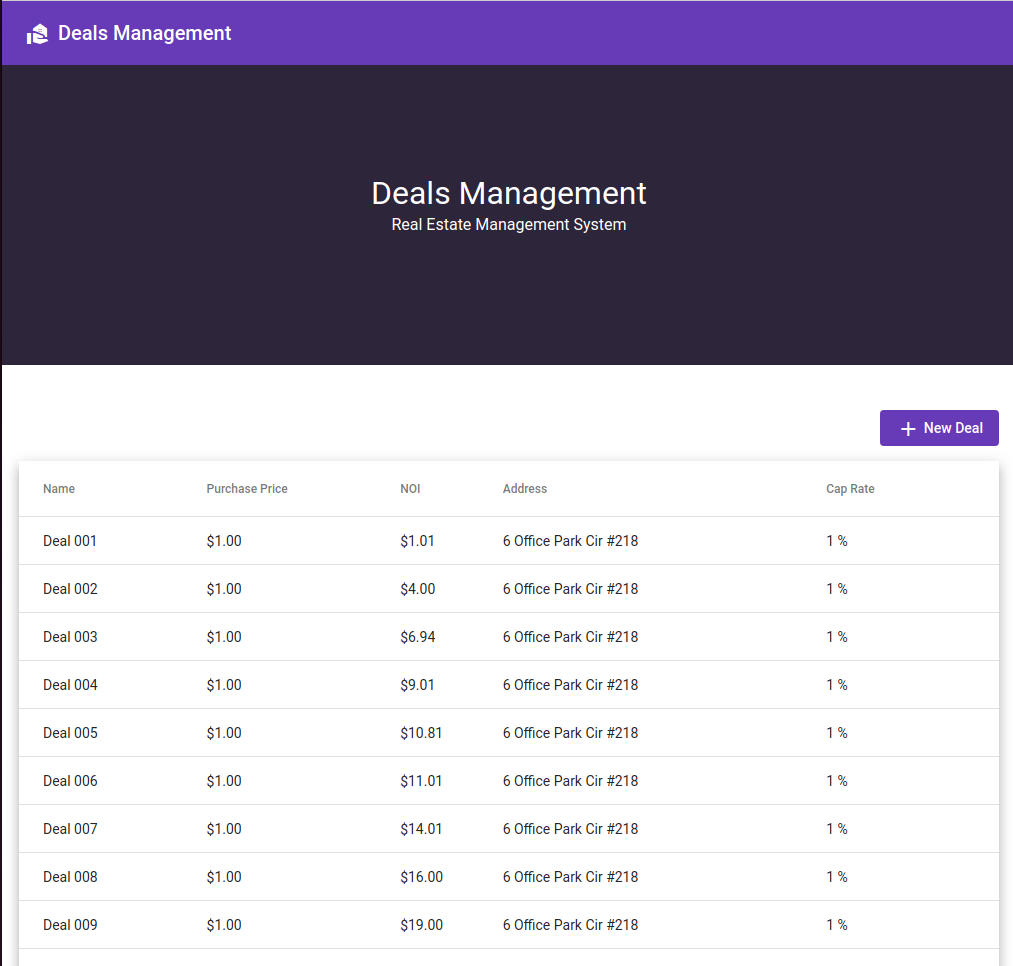 Deals Management
Deals Management
Real Estate Management System
New Deal
Name Purchase Price NOI Address Cap Rate
Deal 001 $1.00 $1.01 6 Office Park Cir #218 1 %
Deal 002 $1.00 $4.00 6 Office Park Cir #218 1 %
Deal 003 $1.00 $6.94 6 Office Park Cir #218 1 %
Deal 004 $1.00 $9.01 6 Office Park Cir #218 1 %
Deal 005 $1.00 $10.81 6 Office Park Cir #218 1 %
Deal 006 $1.00 $11.01 6 Office Park Cir #218 1 %
Deal 007 $1.00 $14.01 6 Office Park Cir #218 1 %
Deal 008 $1.00 $16.00 6 Office Park Cir #218 1 %
Deal 009 $1.00 $19.00 6 Office Park Cir #218 1 %